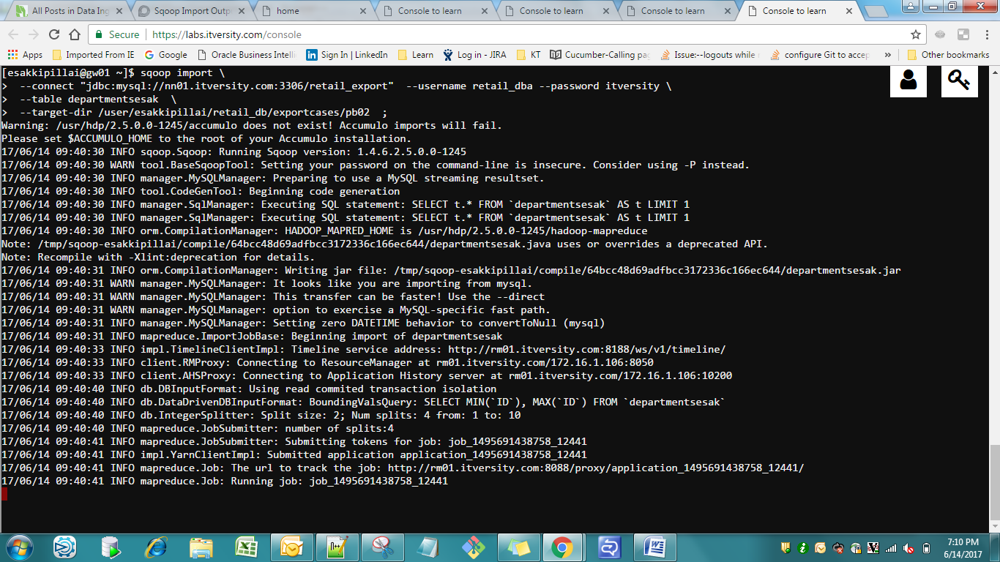 All Posts in Data Ing
Sqoop Import Outp
home
Console to learn
Console to learn
Console to learn
Console to learn
Secure
https://labs.itversity.com/console
Apps
Imported From IE
Google
Oracle Business Intelli
Sign In | LinkedIn
Learn
Log in - JIRA
KT
Cucumber-Calling pag
Issue:--logouts while
configure Git to accep
»
Other bookmarks
[esakkipillai@gw01 ~]$ sqoop import \
>  --connect "jdbc:mysql://nn01.itversity.com:3306/retail_export"  --username retail_dba --password itversity \
>  --table departmentsesak  \
>  --target-dir /user/esakkipillai/retail_db/exportcases/pb02  ;
Warning: /usr/hdp/2.5.0.0-1245/accumulo does not exist! Accumulo imports will fail.
Please set $ACCUMULO_HOME to the root of your Accumulo installation.
17/06/14 09:40:30 INFO sqoop.Sqoop: Running Sqoop version: 1.4.6.2.5.0.0-1245
17/06/14 09:40:30 WARN tool.BaseSqoopTool: Setting your password on the command-line is insecure. Consider using -P instead.
17/06/14 09:40:30 INFO manager.MySQLManager: Preparing to use a MySQL streaming resultset.
17/06/14 09:40:30 INFO tool.CodeGenTool: Beginning code generation
17/06/14 09:40:30 INFO manager.SqlManager: Executing SQL statement: SELECT t.* FROM `departmentsesak` AS t LIMIT 1
17/06/14 09:40:30 INFO manager.SqlManager: Executing SQL statement: SELECT t.* FROM `departmentsesak` AS t LIMIT 1
17/06/14 09:40:30 INFO orm.CompilationManager: HADOOP_MAPRED_HOME is /usr/hdp/2.5.0.0-1245/hadoop-mapreduce
Note: /tmp/sqoop-esakkipillai/compile/64bcc48d69adfbcc3172336c166ec644/departmentsesak.java uses or overrides a deprecated API.
Note: Recompile with -Xlint:deprecation for details.
17/06/14 09:40:31 INFO orm.CompilationManager: Writing jar file: /tmp/sqoop-esakkipillai/compile/64bcc48d69adfbcc3172336c166ec644/departmentsesak.jar
17/06/14 09:40:31 WARN manager.MySQLManager: It looks like you are importing from mysql.
17/06/14 09:40:31 WARN manager.MySQLManager: This transfer can be faster! Use the --direct
17/06/14 09:40:31 WARN manager.MySQLManager: option to exercise a MySQL-specific fast path.
17/06/14 09:40:31 INFO manager.MySQLManager: Setting zero DATETIME behavior to convertToNull (mysql)
17/06/14 09:40:31 INFO mapreduce.ImportJobBase: Beginning import of departmentsesak
17/06/14 09:40:33 INFO impl.TimelineClientImpl: Timeline service address: http://rm01.itversity.com:8188/ws/v1/timeline/
17/06/14 09:40:33 INFO client.RMProxy: Connecting to ResourceManager at rm01.itversity.com/172.16.1.106:8050
17/06/14 09:40:33 INFO client.AHSProxy: Connecting to Application History server at rm01.itversity.com/172.16.1.106:10200
17/06/14 09:40:40 INFO db.DBInputFormat: Using read commited transaction isolation
17/06/14 09:40:40 INFO db.DataDrivenDBInputFormat: BoundingValsQuery: SELECT MIN(`ID`), MAX(`ID`) FROM `departmentsesak`
17/06/14 09:40:40 INFO db.IntegerSplitter: Split size: 2; Num splits: 4 from: 1 to: 10
17/06/14 09:40:40 INFO mapreduce.JobSubmitter: number of splits:4
17/06/14 09:40:41 INFO mapreduce.JobSubmitter: Submitting tokens for job: job_1495691438758_12441
17/06/14 09:40:41 INFO impl.YarnClientImpl: Submitted application application_1495691438758_12441
17/06/14 09:40:41 INFO mapreduce.Job: The url to track the job: http://rm01.itversity.com:8088/proxy/application_1495691438758_12441/
17/06/14 09:40:41 INFO mapreduce.Job: Running job: job_1495691438758_12441
7:10 PM
6/14/2017